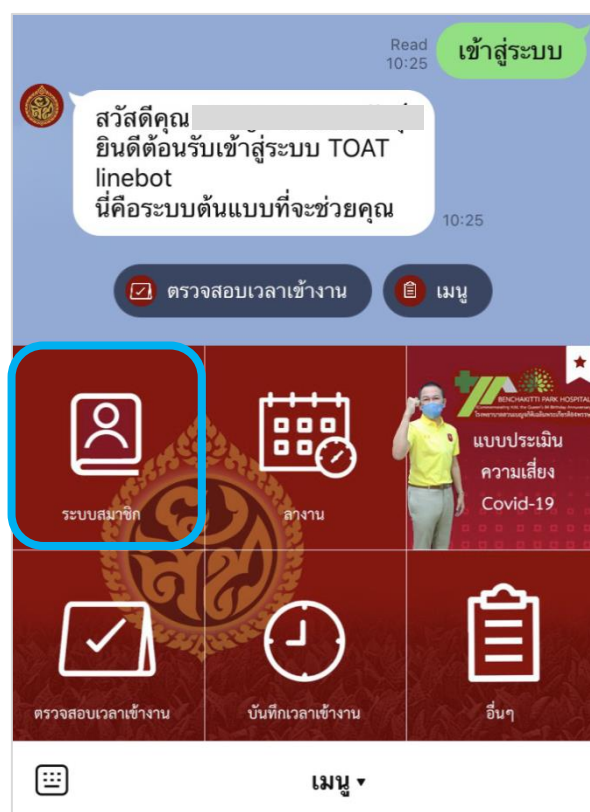 Read
10:25
เข้าสู่ระบบ
สวัสดีคุณ
ยินดีต้อนรับเข้าสู่ระบบ TOAT
linebot
นี่คือระบบต้นแบบที่จะช่วยคุณ
10:25
ตรวจสอบเวลาเข้างาน
เมนู
ระบบสมาชิก
ลางาน
BENCHAKITTI PARK HOSPITAL
แบบประเมิน
ความเสี่ยง
Covid-19
ตรวจสอบเวลาเข้างาน
บันทึกเวลาเข้างาน
อื่นๆ
เมนู